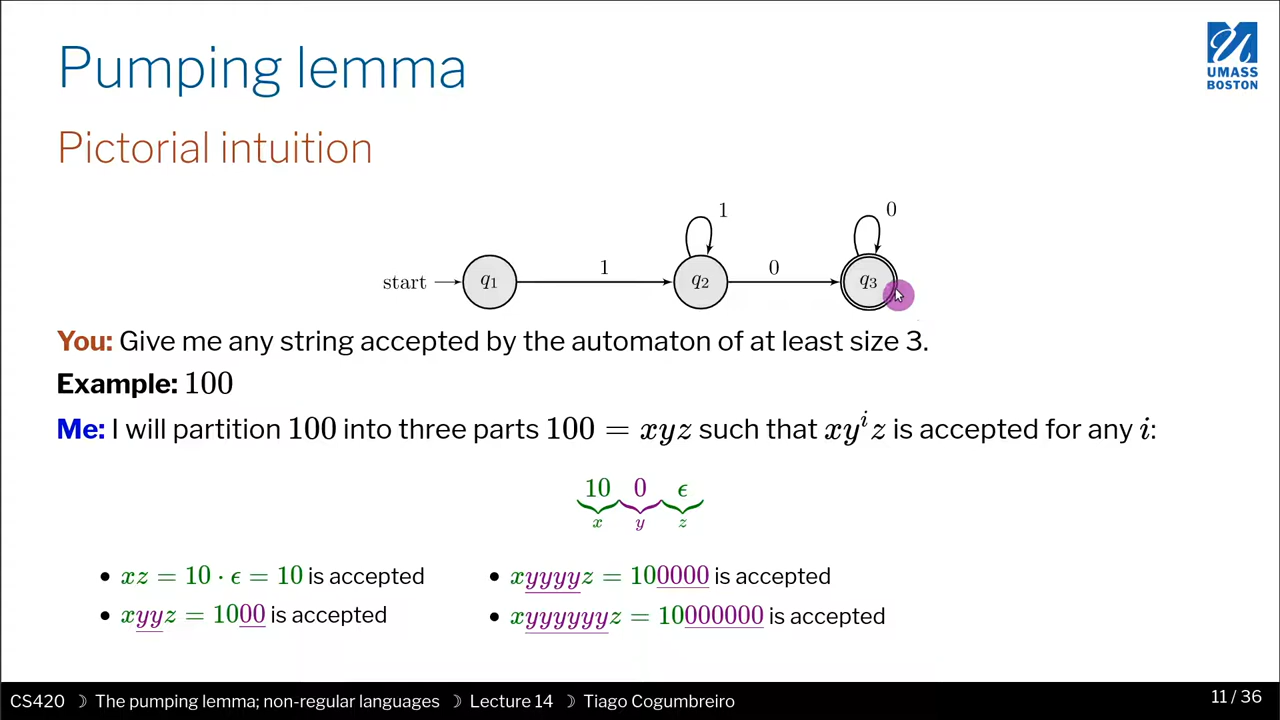 Pumping lemma
UMASS
BOSTON
Pictorial intuition
1
0
start
q₁
1
q₂
0
q₃
You: Give me any string accepted by the automaton of at least size 3.
Example: 100
Me: I will partition 100 into three parts 100 = xyz such that xyⁱz is accepted for any i:
10 0 ϵ
x y z
• xz = 10 · ϵ = 10 is accepted
• xyyz = 1000 is accepted
• xyyyyz = 100000 is accepted
• xyyyyyyz = 10000000 is accepted
CS420 ☽ The pumping lemma; non-regular languages ☽ Lecture 14 ☽ Tiago Cogumbreiro
11 / 36